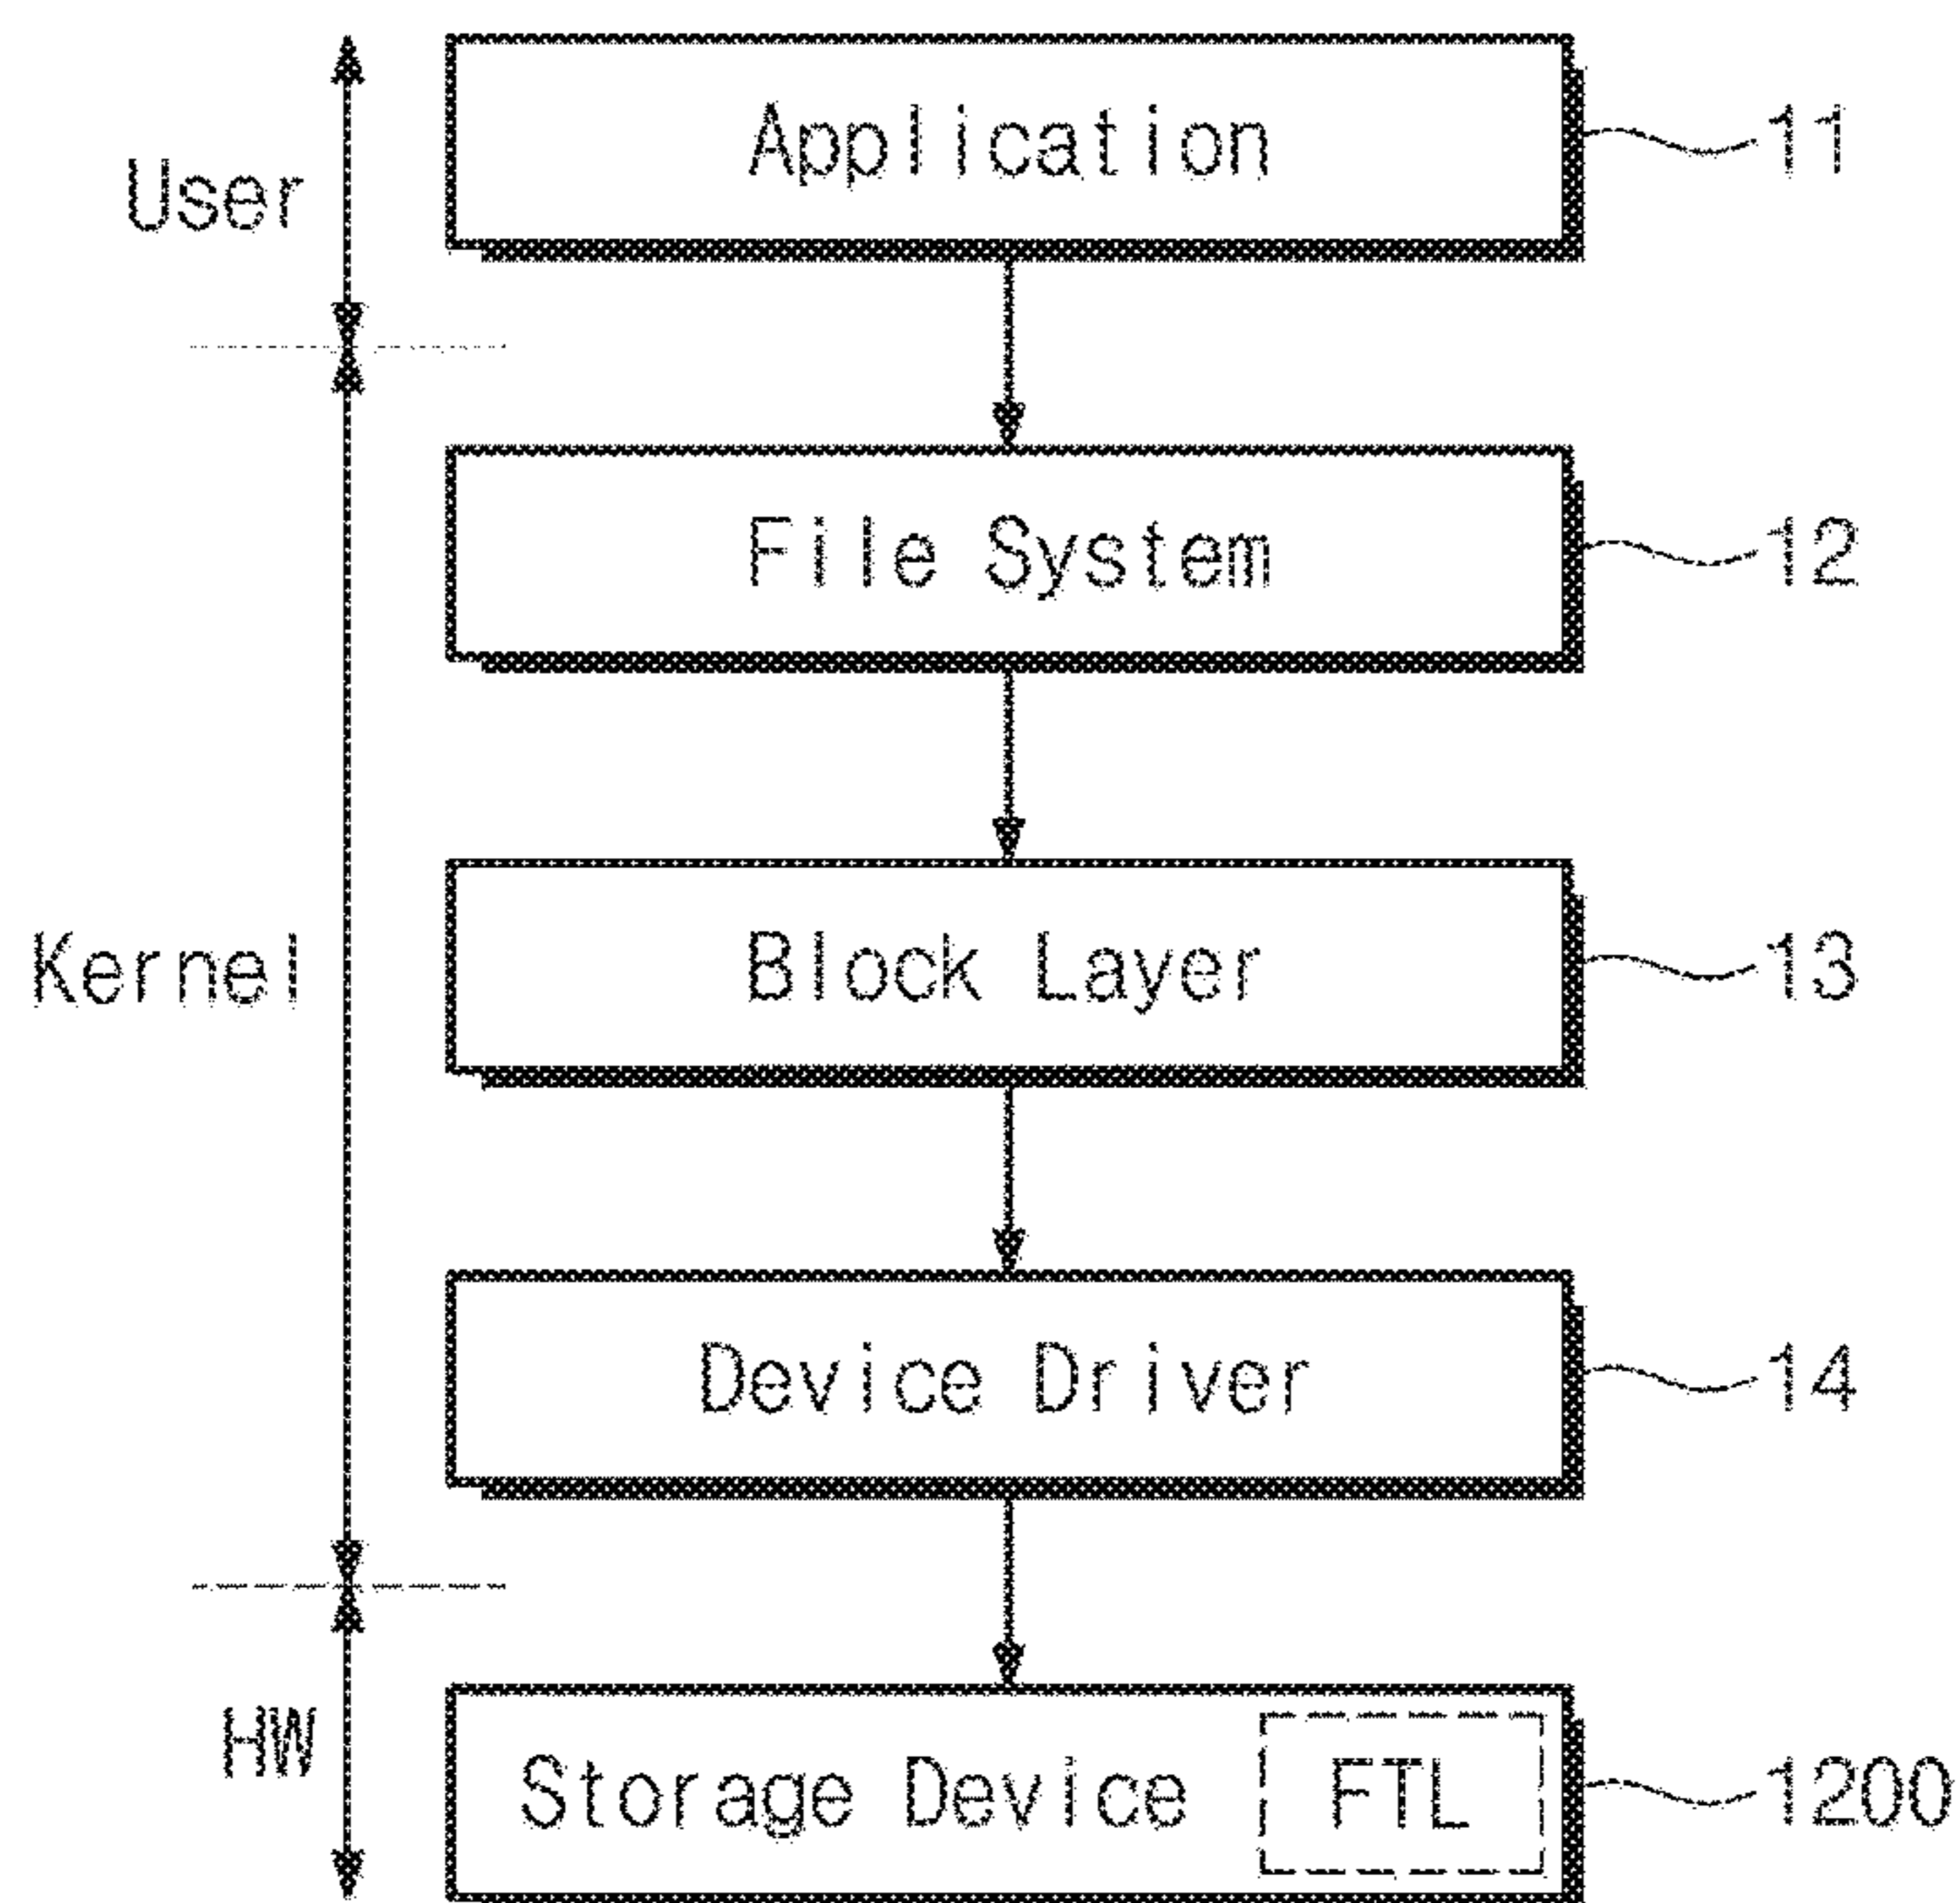 Application 11
User
File System 12
Kernel Block Layer 13
Device Driver 14
HW
Storage Device FTL 1200